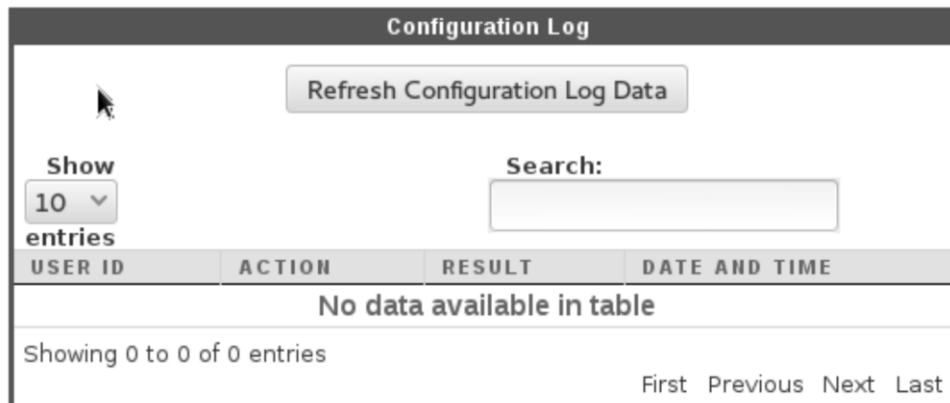 Configuration Log
Refresh Configuration Log Data
Show
10
entries
Search:
USER ID ACTION RESULT DATE AND TIME
No data available in table
Showing 0 to 0 of 0 entries
First Previous Next Last